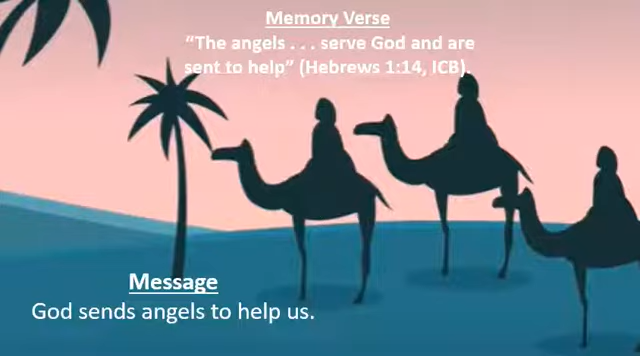 Memory Verse
“The angels . . . serve God and are
sent to help” (Hebrews 1:14, ICB).
Message
God sends angels to help us.